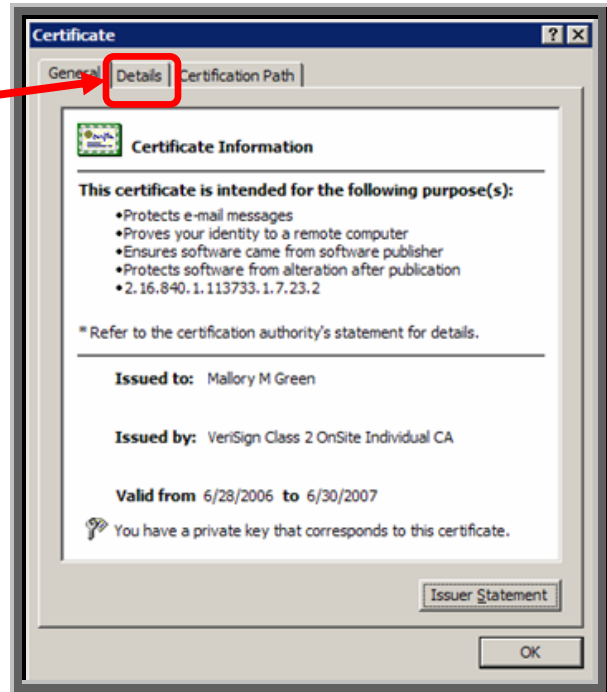 Certificate
General Details Certification Path
Certificate Information
This certificate is intended for the following purpose(s):
•Protects e-mail messages
•Proves your identity to a remote computer
•Ensures software came from software publisher
•Protects software from alteration after publication
•2.16.840.1.113733.1.7.23.2
* Refer to the certification authority's statement for details.
Issued to: Mallory M Green
Issued by: VeriSign Class 2 OnSite Individual CA
Valid from 6/28/2006 to 6/30/2007
You have a private key that corresponds to this certificate.
Issuer Statement
OK